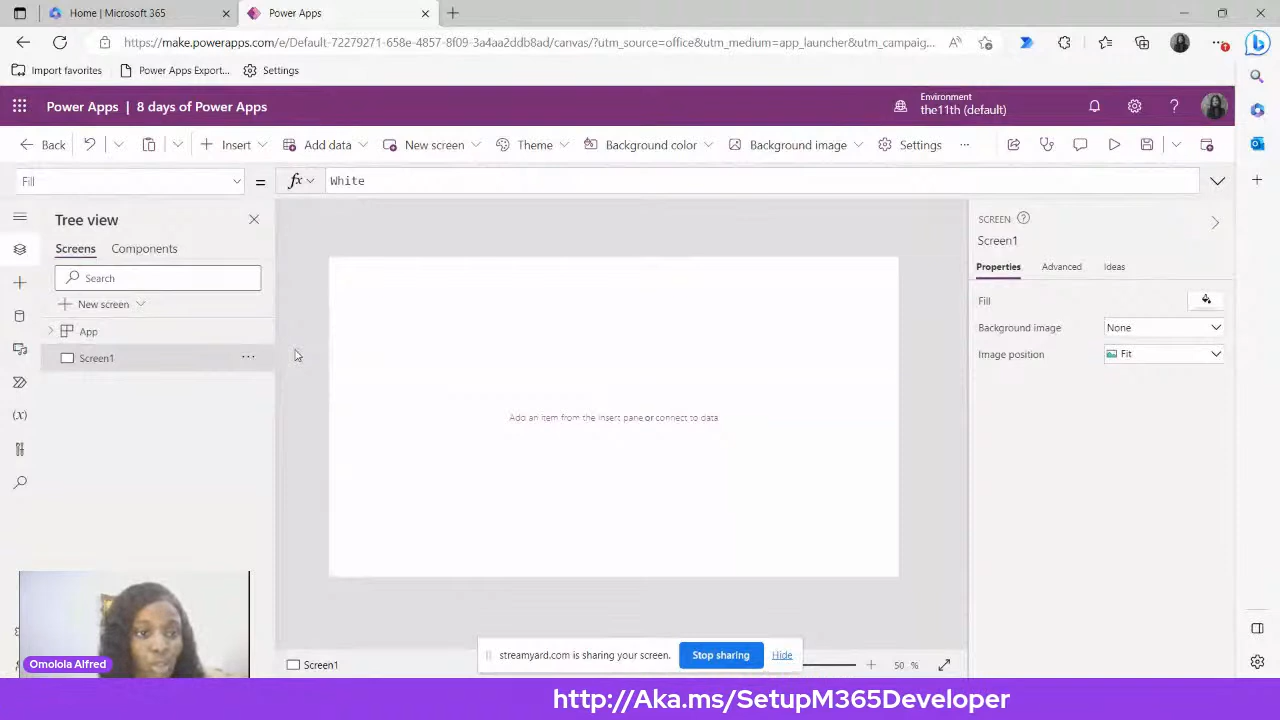 Home | Microsoft 365
Power Apps
https://make.powerapps.com/e/Default-72279271-658e-4857-8f09-3a4aa2ddb8ad/canvas/?utm_source=office&utm_medium=app_launcher&utm_campaig...
Import favorites
Power Apps Export...
Settings
Power Apps | 8 days of Power Apps
Environment
the11th (default)
Back
Insert
Add data
New screen
Theme
Background color
Background image
Settings
Fill
=
fx
White
Tree view
Screens
Components
Search
New screen
App
Screen1
Add an item from the Insert pane or connect to data
SCREEN
Screen1
Properties
Advanced
Ideas
Fill
Background image
None
Image position
Fit
Omolola Alfred
Screen1
streamyard.com is sharing your screen.
Stop sharing
Hide
50 %
http://Aka.ms/SetupM365Developer